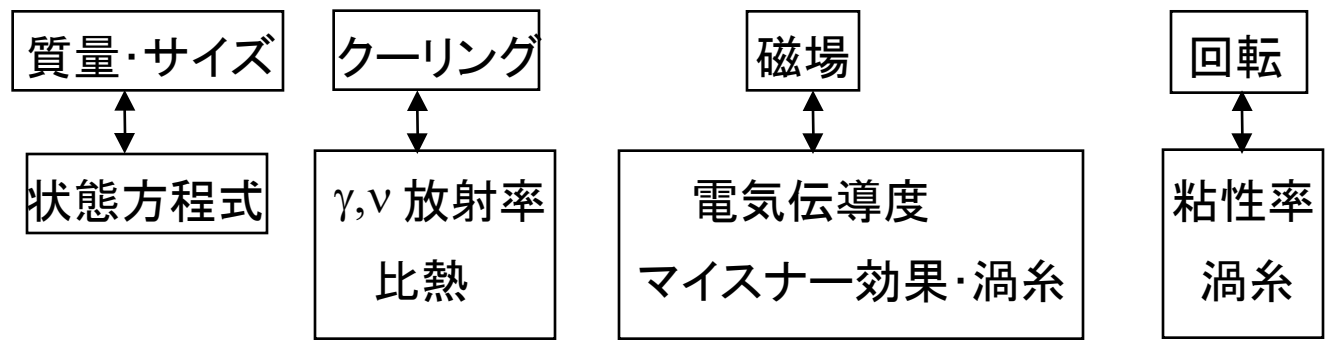 質量･サイズ
クーリング
磁場
回転
状態方程式
γ,ν 放射率
比熱
電気伝導度
マイスナー効果･渦糸
粘性率
渦糸